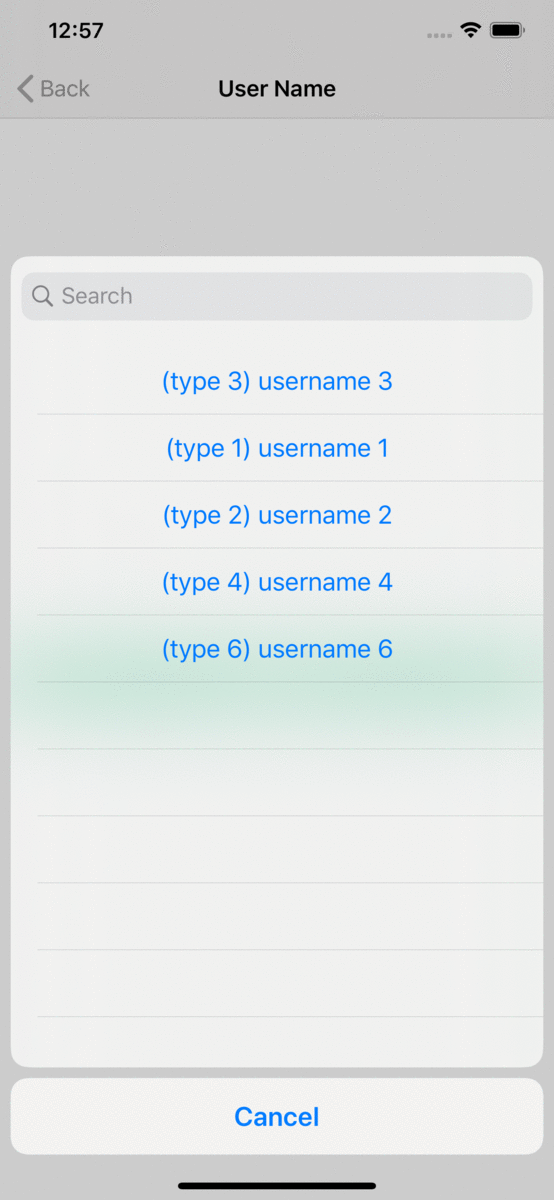 12:57
Back
User Name
Search
(type 3) username 3
(type 1) username 1
(type 2) username 2
(type 4) username 4
(type 6) username 6
Cancel